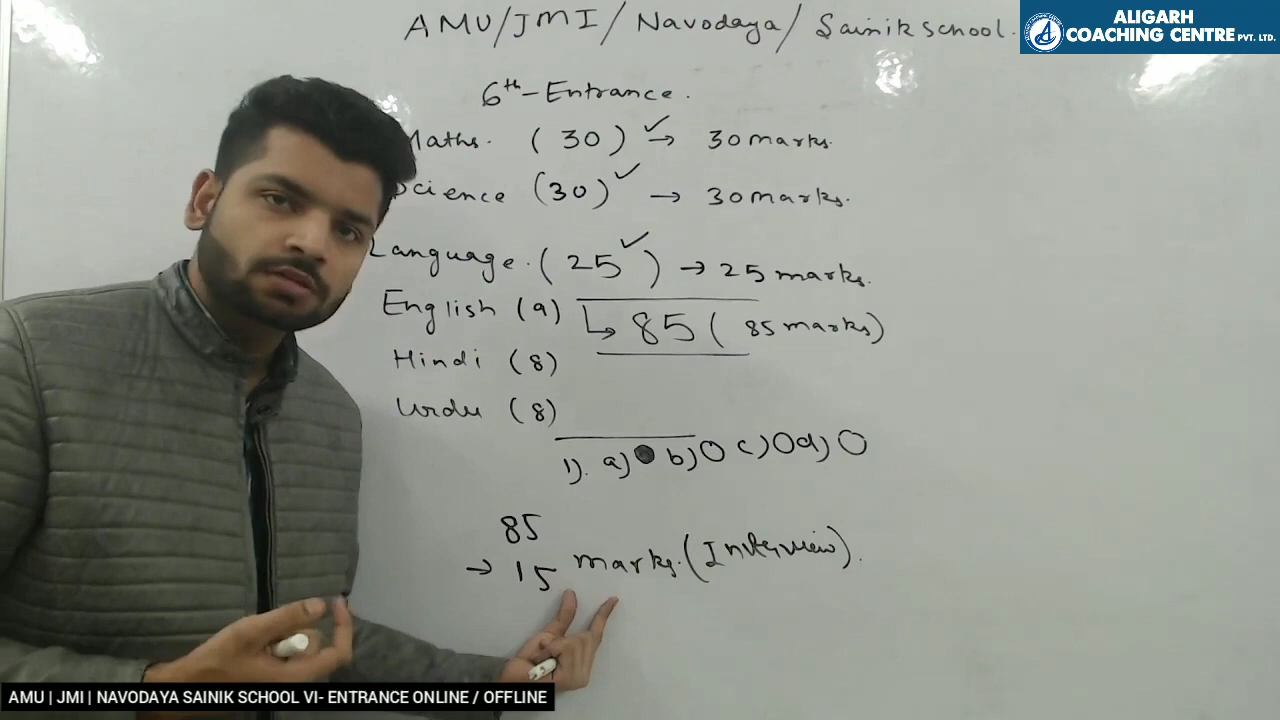 AMU/JMI/Navodaya/Sainik school.
ALIGARH
COACHING CENTRE PVT. LTD.
6th-Entrance.
Maths. (30) ✓ → 30 marks.
Science (30) ✓ → 30 marks.
Language. (25 ✓) → 25 marks.
English (9)
↳ 85 ( 85 marks)
Hindi (8)
Urdu (8)
1). a) ● b) ○ c) ○ d) ○
85
→ 15 marks. (Interview).
AMU | JMI | NAVODAYA SAINIK SCHOOL VI- ENTRANCE ONLINE / OFFLINE